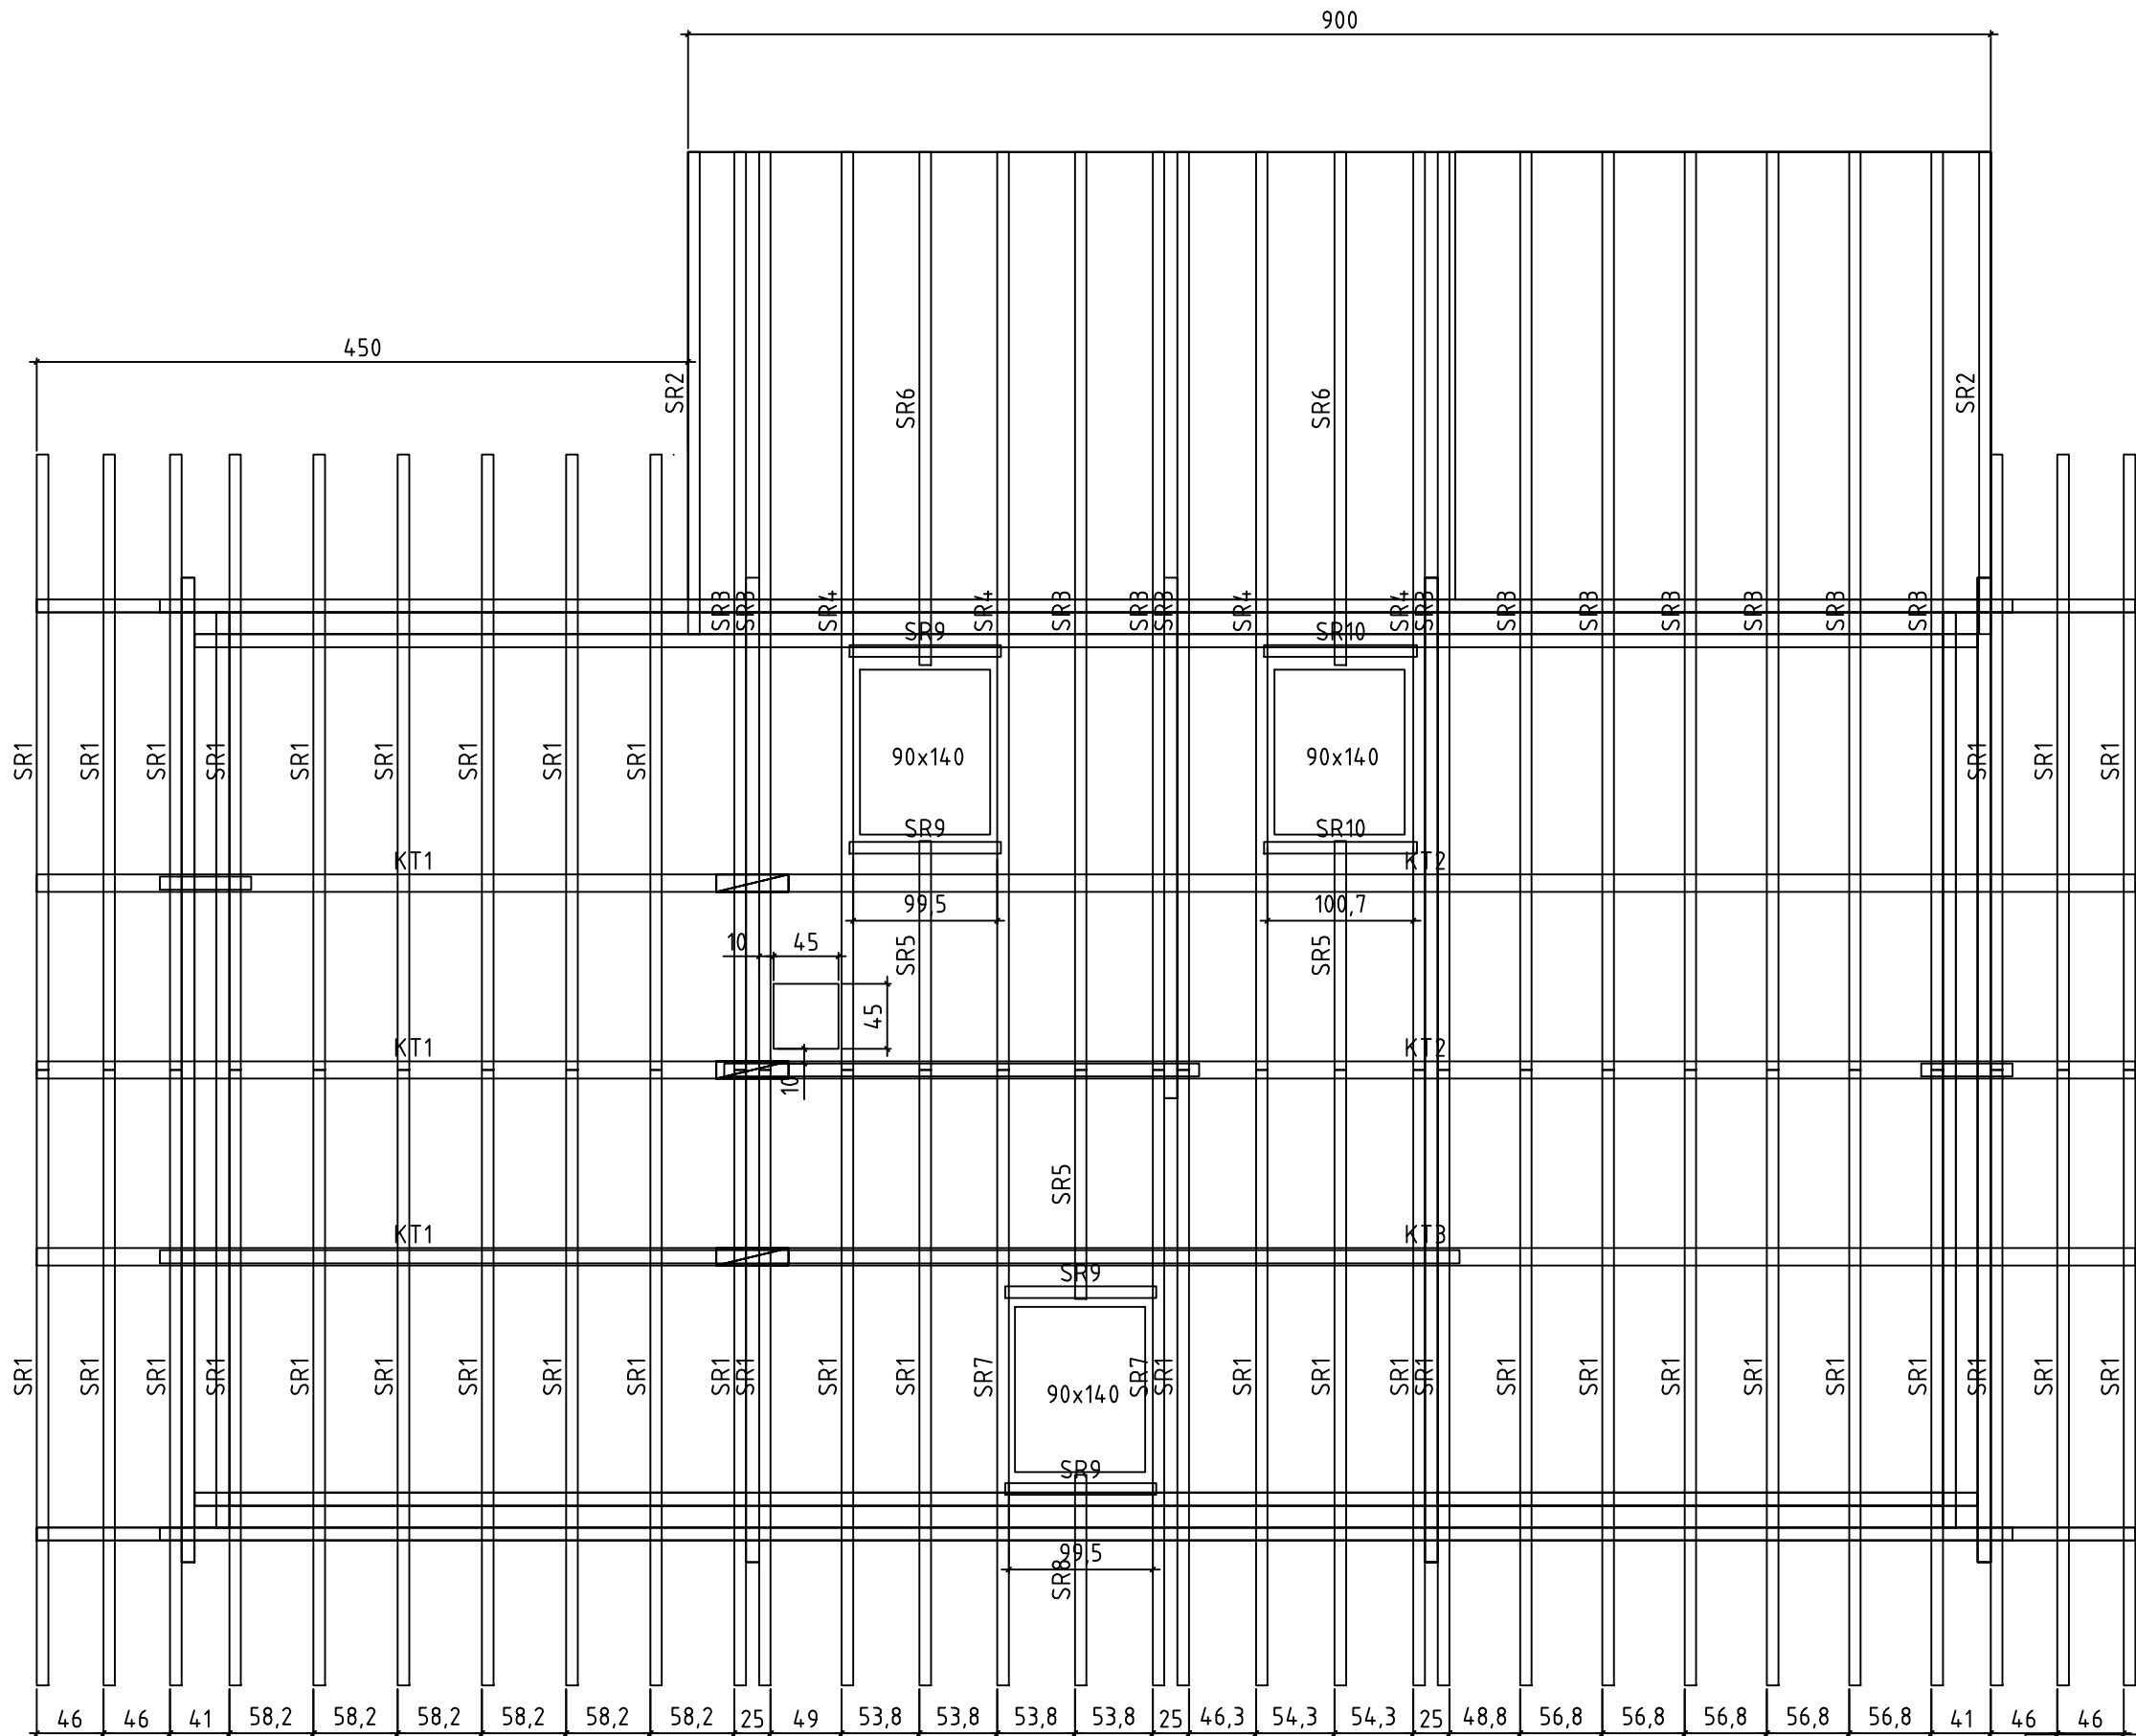 900
450
SR2 SR6 SR6 SR2
SR3 SR3 SR4 SR4 SR3 SR3 SR3 SR4 SR4 SR3 SR3 SR3 SR3 SR3 SR3 SR3
SR9 SR10
SR1 SR1 SR1 SR1 SR1 SR1 SR1 SR1 SR1 90x140 90x140 SR1 SR1 SR1
SR9 SR10
KT1 KT2
99,5 100,7
10 45 SR5 SR5
45
KT1 KT2
10
SR5
KT1 KT3
SR9
SR1 SR1 SR1 SR1 SR1 SR1 SR1 SR1 SR1 SR1 SR1 SR1 SR1 SR7 90x140 SR7 SR1 SR1 SR1 SR1 SR1 SR1 SR1 SR1 SR1 SR1 SR1 SR1 SR1 SR1
SR9
99,5
SR8
46 46 41 58,2 58,2 58,2 58,2 58,2 58,2 25 49 53,8 53,8 53,8 53,8 25 46,3 54,3 54,3 25 48,8 56,8 56,8 56,8 56,8 56,8 41 46 46